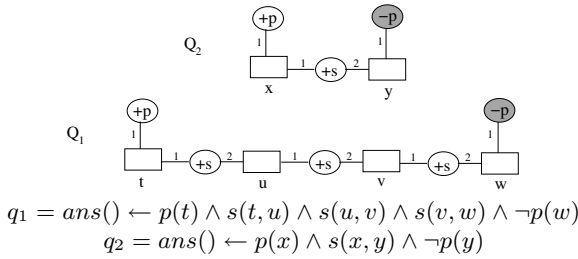 +p ¬p
Q₂ 1 1
1 +s 2
x y
+p ¬p
Q₁ 1 1
1 +s 2 1 +s 2 1 +s 2
t u v w
q₁ = ans() ← p(t) ∧ s(t, u) ∧ s(u, v) ∧ s(v, w) ∧ ¬p(w)
q₂ = ans() ← p(x) ∧ s(x, y) ∧ ¬p(y)